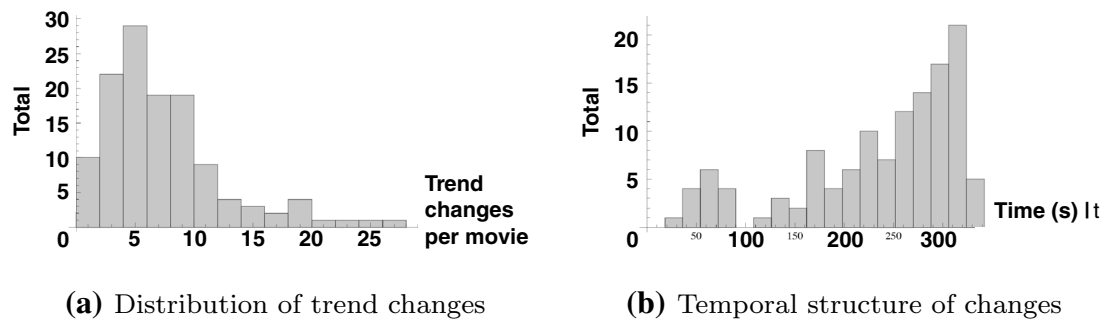 30
25
20
15
10
5
0
Total
5 10 15 20 25
Trend
changes
per movie
(a) Distribution of trend changes
20
15
10
5
0
Total
50 100 150 200 250 300
Time (s) | t
(b) Temporal structure of changes